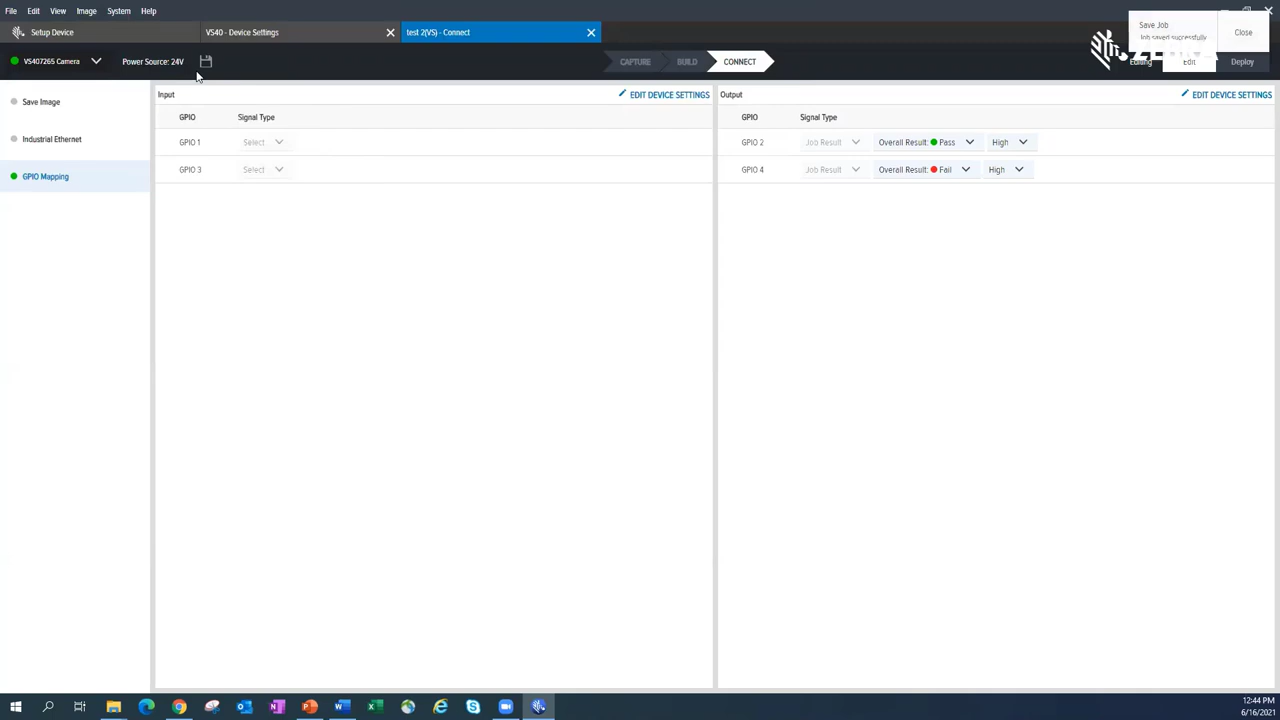 File Edit View Image System Help
Setup Device VS40 - Device Settings test 2(VS) - Connect
Save Job
Job saved successfully
Close
VS407265 Camera Power Source: 24V CAPTURE BUILD CONNECT Editing Edit Deploy
Save Image
Industrial Ethernet
GPIO Mapping
Input EDIT DEVICE SETTINGS
GPIO Signal Type
GPIO 1 Select
GPIO 3 Select
Output EDIT DEVICE SETTINGS
GPIO Signal Type
GPIO 2 Job Result Overall Result: Pass High
GPIO 4 Job Result Overall Result: Fail High
12:44 PM
6/16/2021